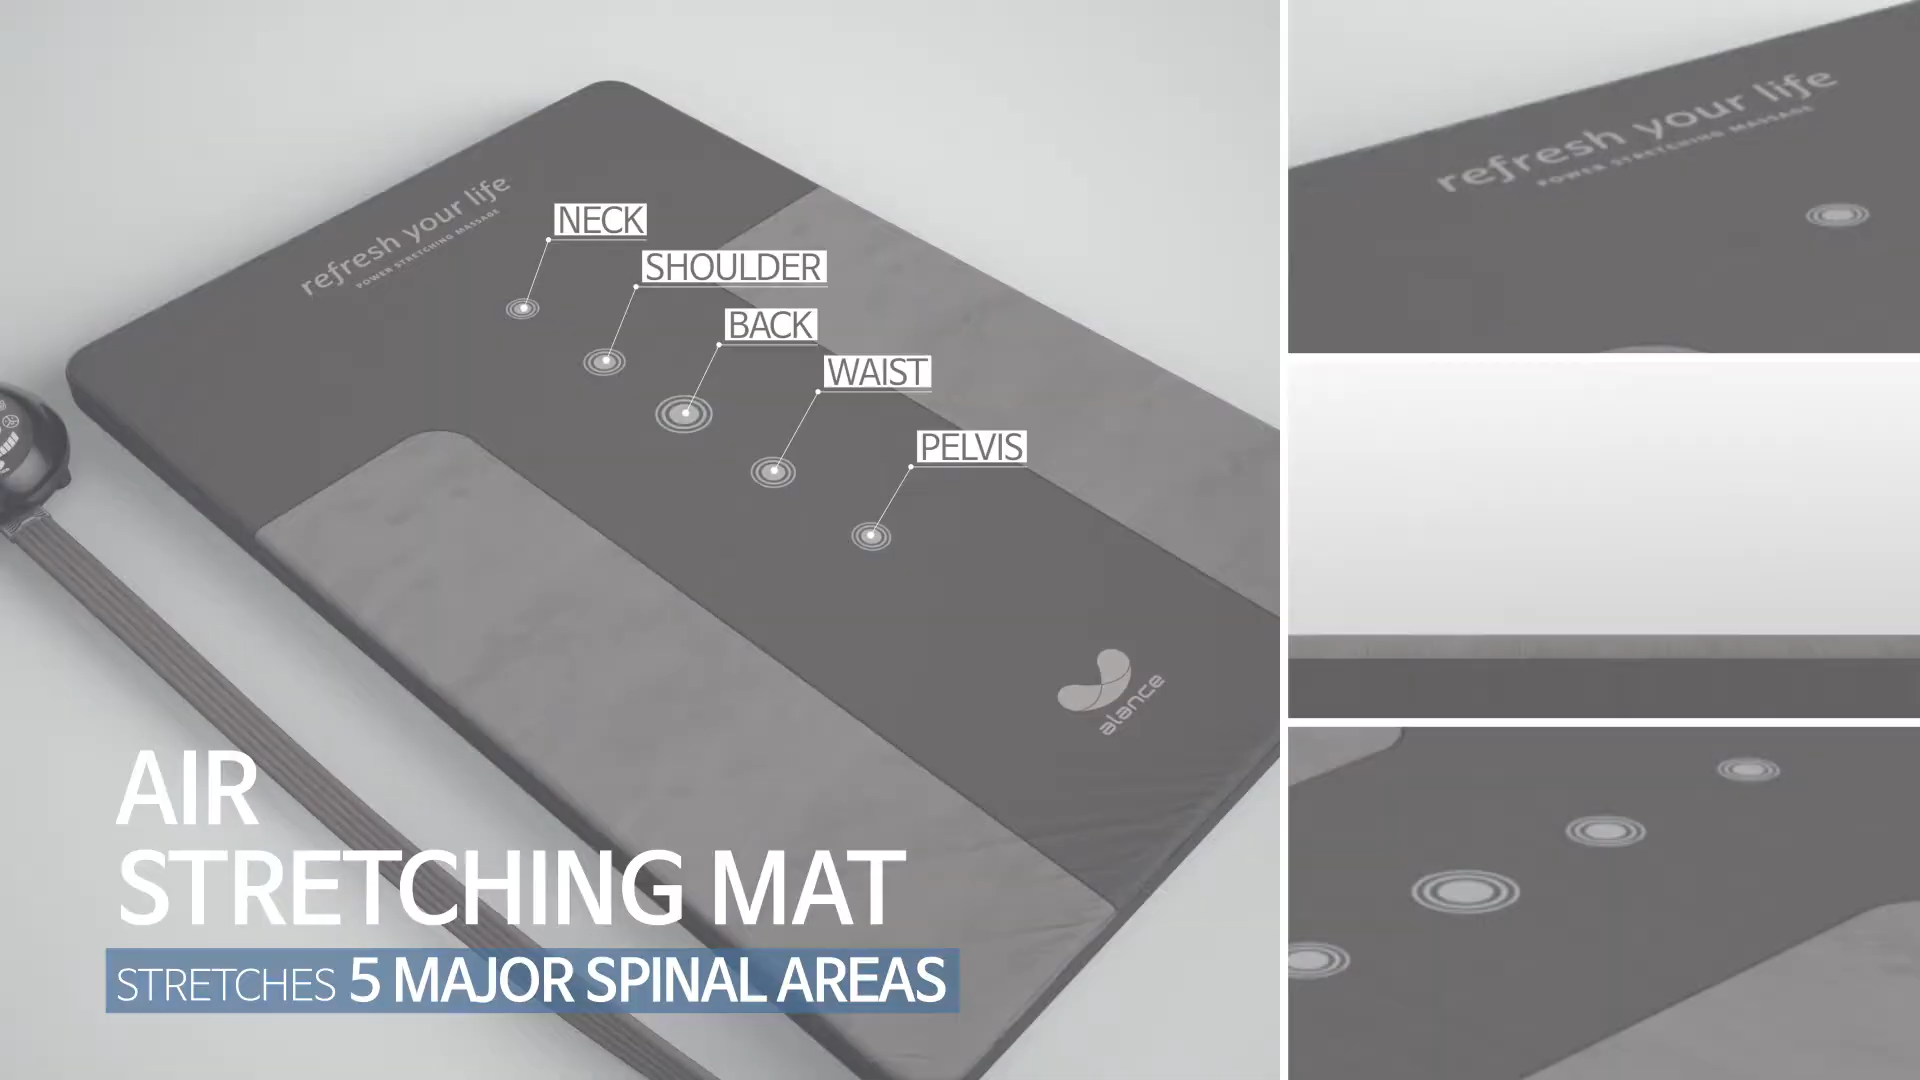 refresh your life
POWER STRETCHING MASSAGE
NECK
SHOULDER
BACK
WAIST
PELVIS
alance
AIR
STRETCHING MAT
STRETCHES 5 MAJOR SPINAL AREAS
refresh your life
POWER STRETCHING MASSAGE